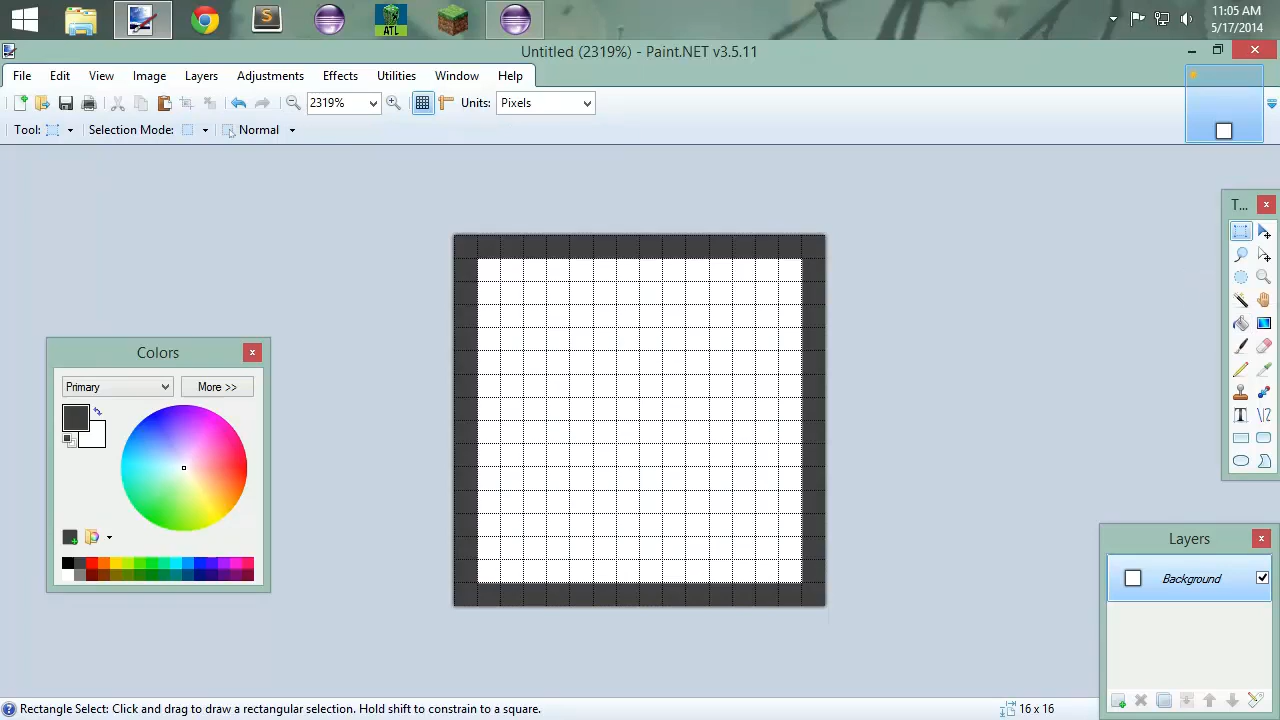 S
ATL
11:05 AM
5/17/2014
Untitled (2319%) - Paint.NET v3.5.11
File Edit View Image Layers Adjustments Effects Utilities Window Help
2319% Units: Pixels
Tool: Selection Mode: Normal
T...
Colors
Primary More >>
T
Layers
Background
Rectangle Select: Click and drag to draw a rectangular selection. Hold shift to constrain to a square.
16 x 16